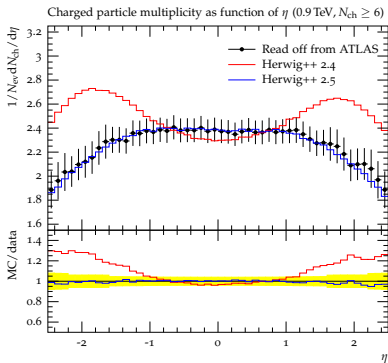 Charged particle multiplicity as function of η (0.9 TeV, Nch ≥ 6)
1/Nev dNch/dη
3.2
3
2.8
2.6
2.4
2.2
2
1.8
1.6
Read off from ATLAS
Herwig++ 2.4
Herwig++ 2.5
MC/data
1.4
1.2
1
0.8
0.6
-2 -1 0 1 2
η